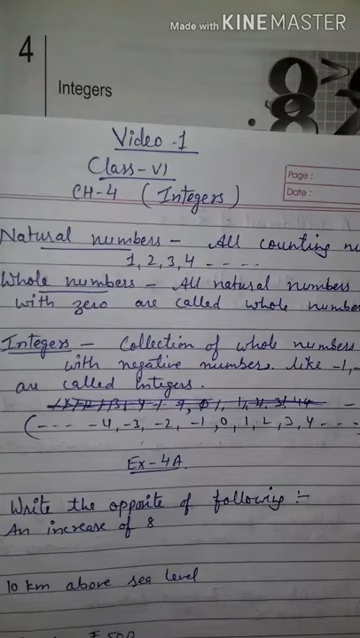 Made with KINEMASTER
4
Integers
Video-1
Class-VI
CH-4 (Integers)
Page:
Date:
Natural numbers - All counting
1,2,3,4 -----
Whole numbers - All natural numbers
with zero are called whole
Integers - Collection of whole numbers
with negative numbers. like -1,
are called integers.
(---- -4,-3, -2, -1, 0, 1, 2, 3, 4 ---
Ex-4A
Write the opposite of following:-
An increase of 8
10 km above sea level
₹ 500